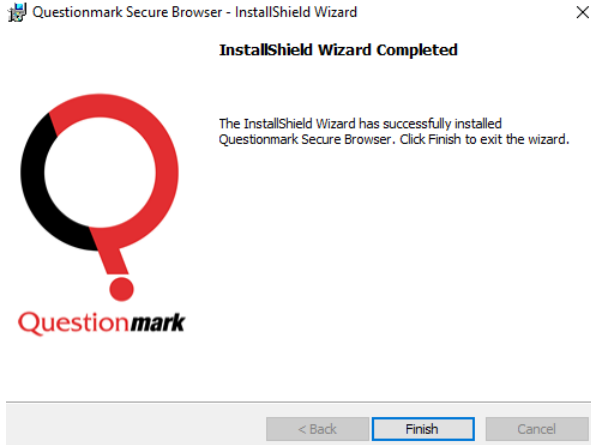 Questionmark Secure Browser - InstallShield Wizard
InstallShield Wizard Completed
The InstallShield Wizard has successfully installed
Questionmark Secure Browser. Click Finish to exit the wizard.
Questionmark
< Back
Finish
Cancel